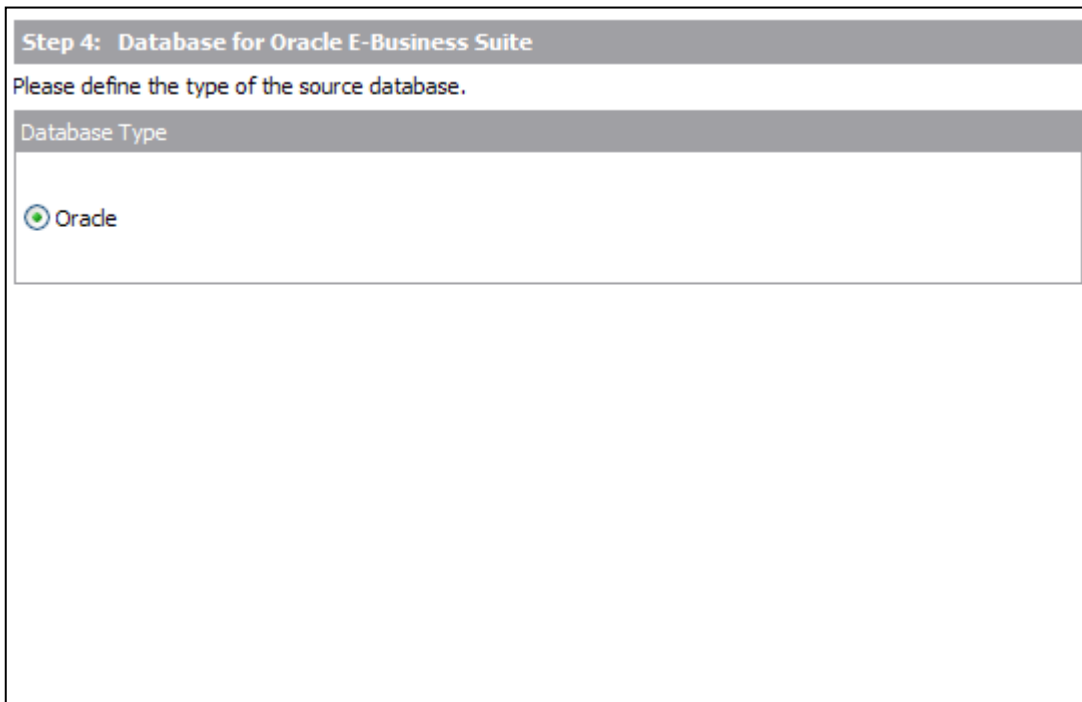 Step 4: Database for Oracle E-Business Suite
Please define the type of the source database.
Database Type
Oracle